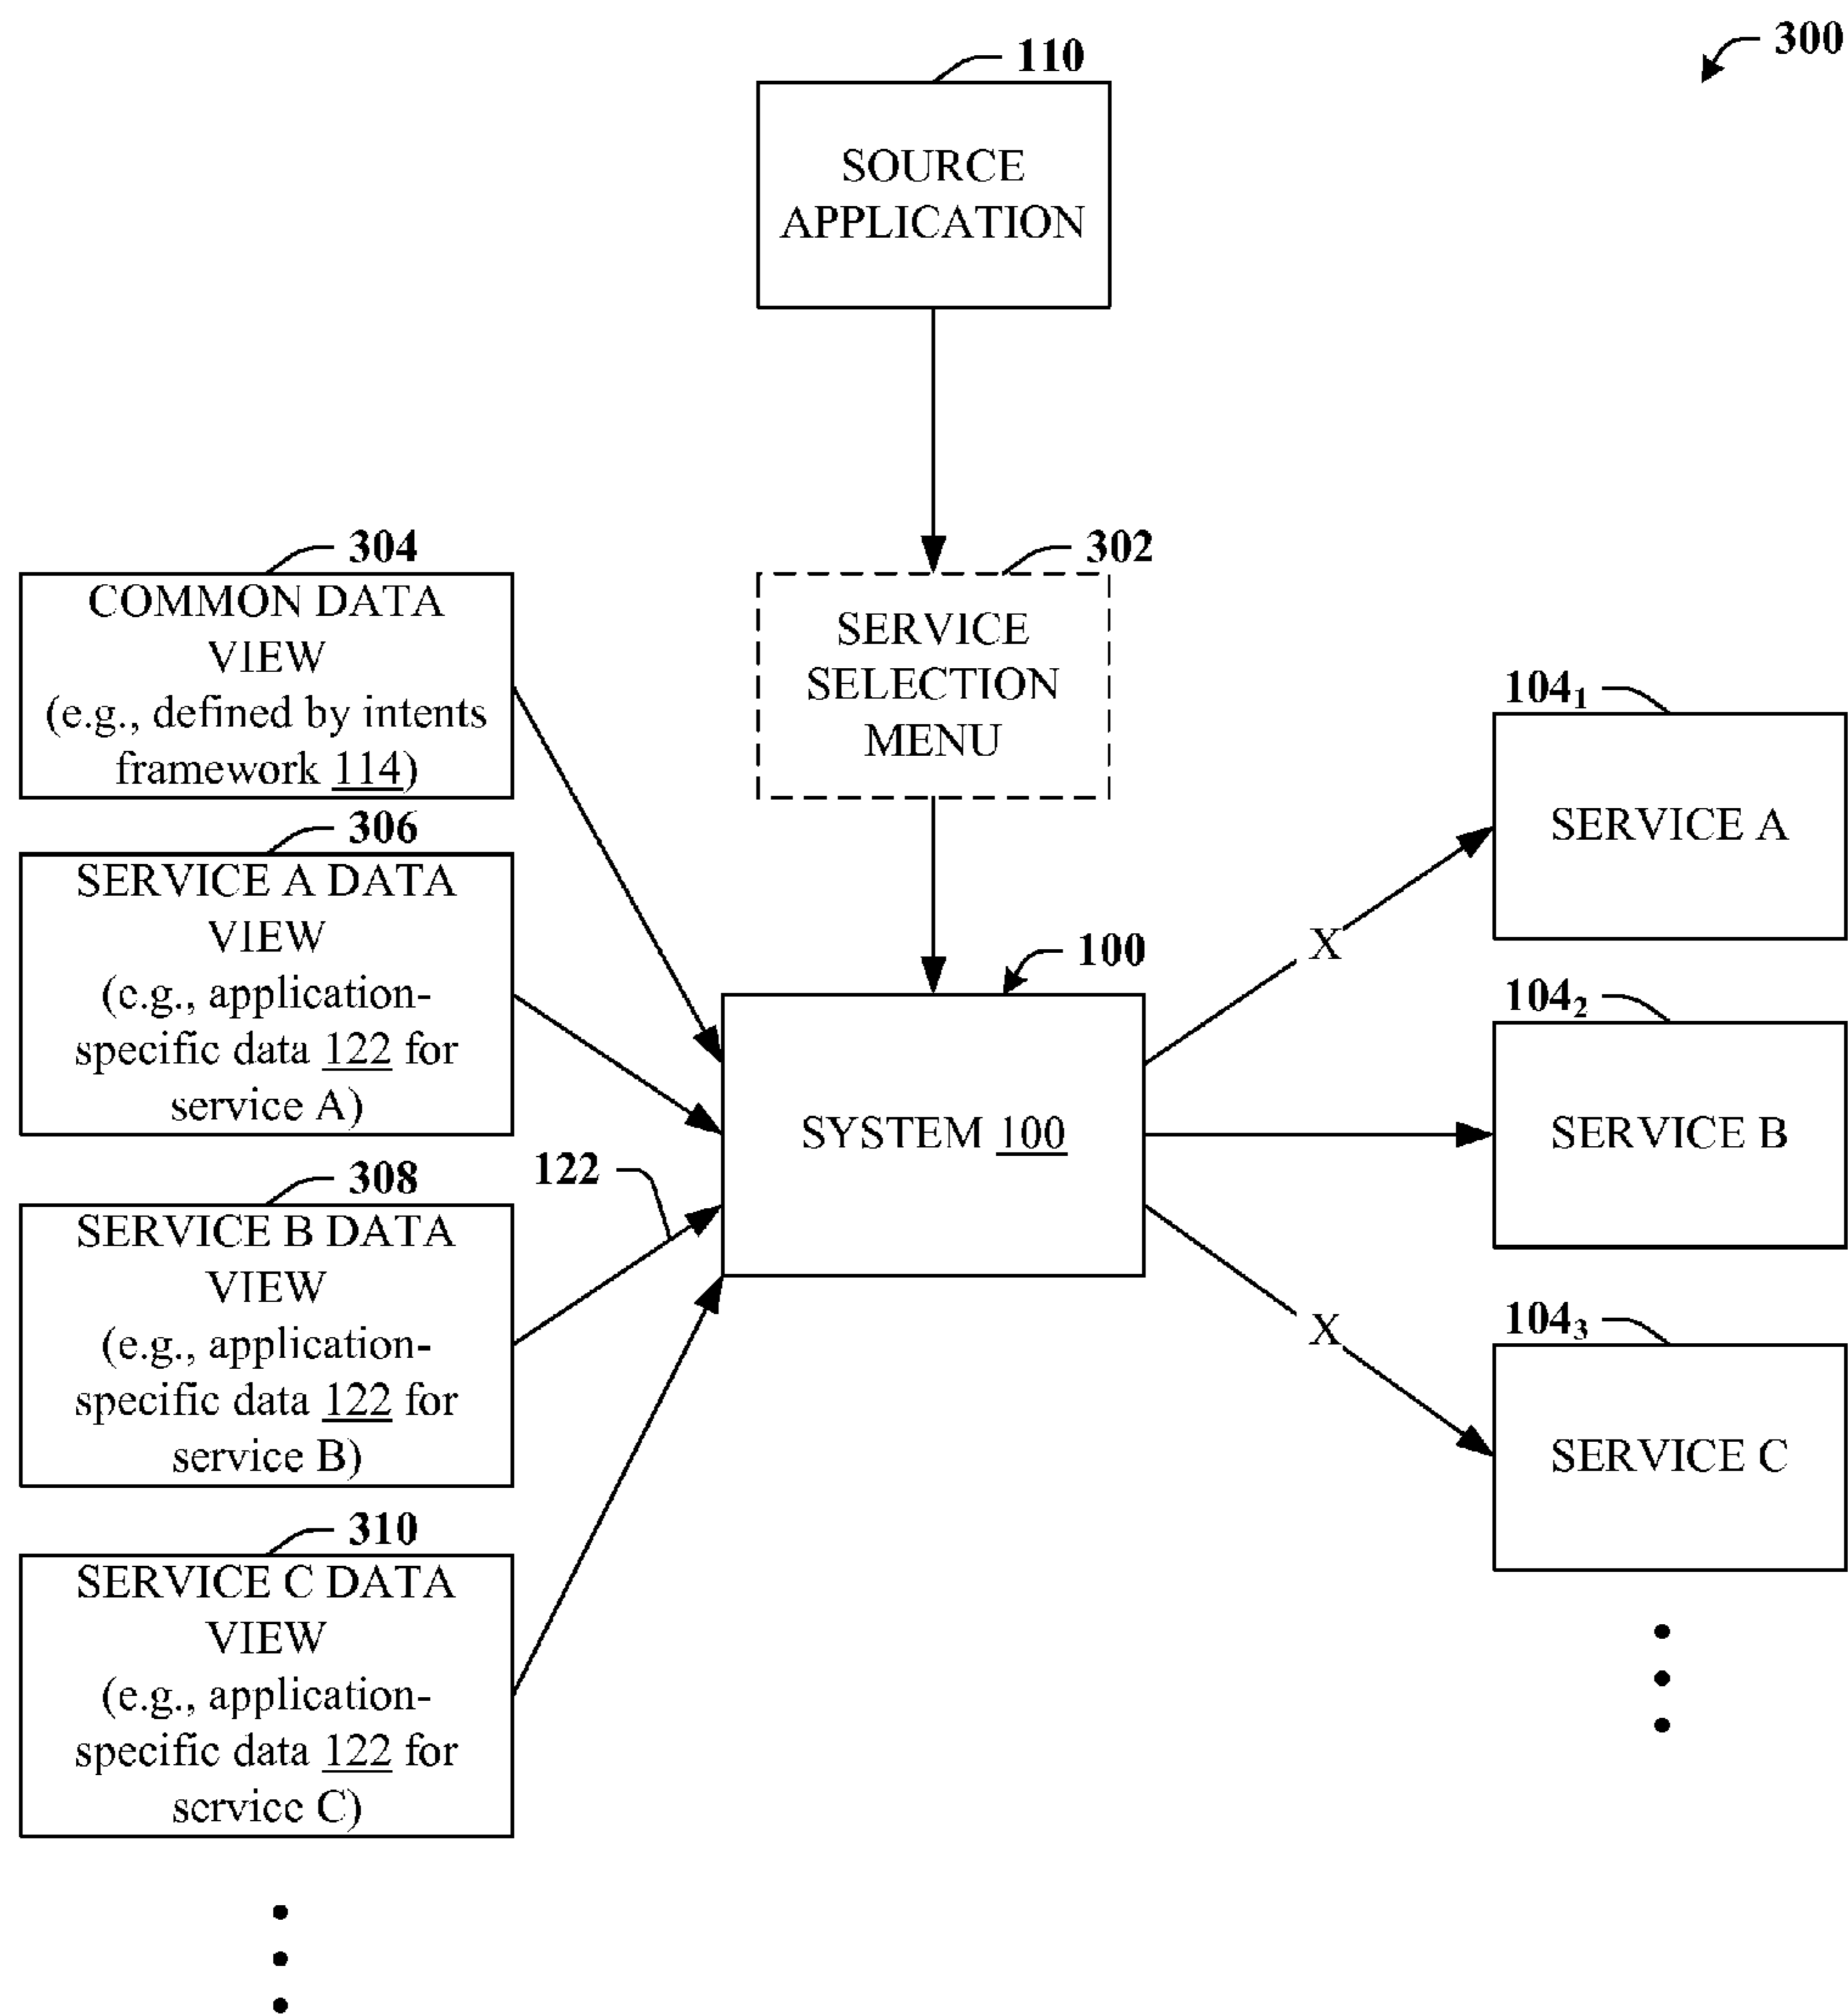 300
110
SOURCE
APPLICATION
304
COMMON DATA
VIEW
(e.g., defined by intents
framework 114)
302
SERVICE
SELECTION
MENU
306
SERVICE A DATA
VIEW
(e.g., application-
specific data 122 for
service A)
308
SERVICE B DATA
VIEW
(e.g., application-
specific data 122 for
service B)
310
SERVICE C DATA
VIEW
(e.g., application-
specific data 122 for
service C)
122
100
SYSTEM 100
X
X
104₁
SERVICE A
104₂
SERVICE B
104₃
SERVICE C